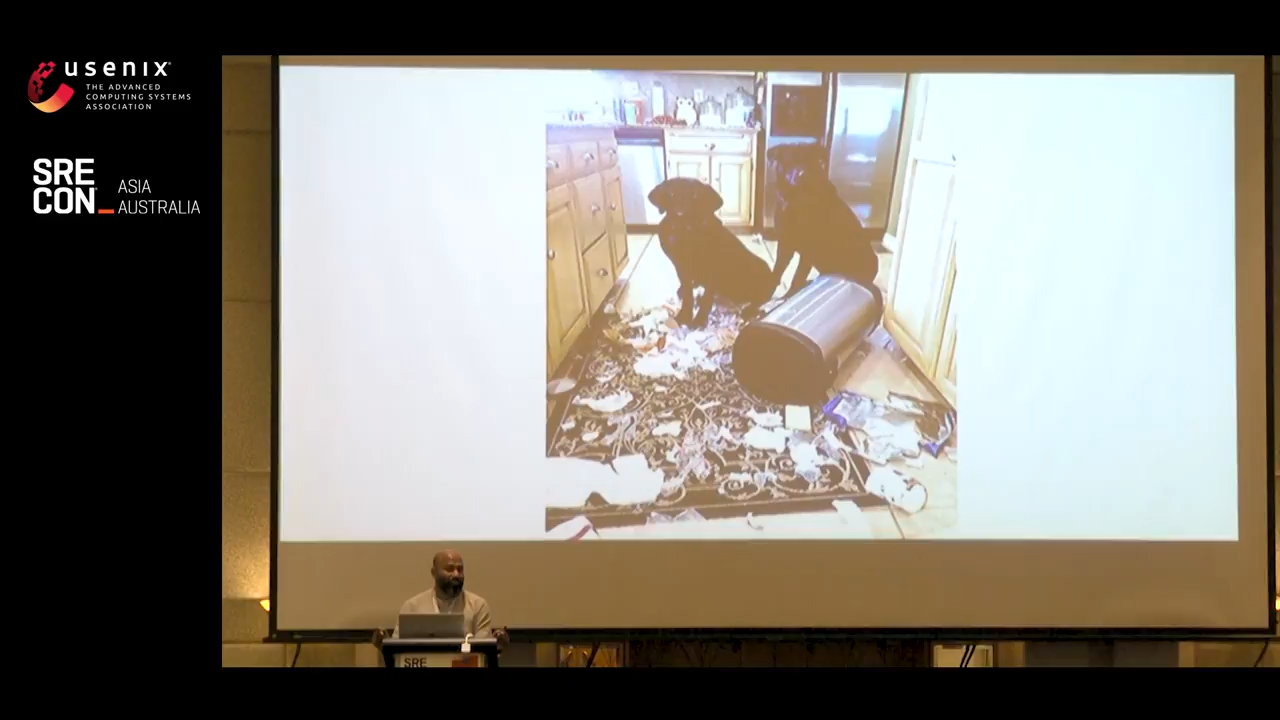 usenix
THE ADVANCED
COMPUTING SYSTEMS
ASSOCIATION
SRE
CON
ASIA
AUSTRALIA
SRE